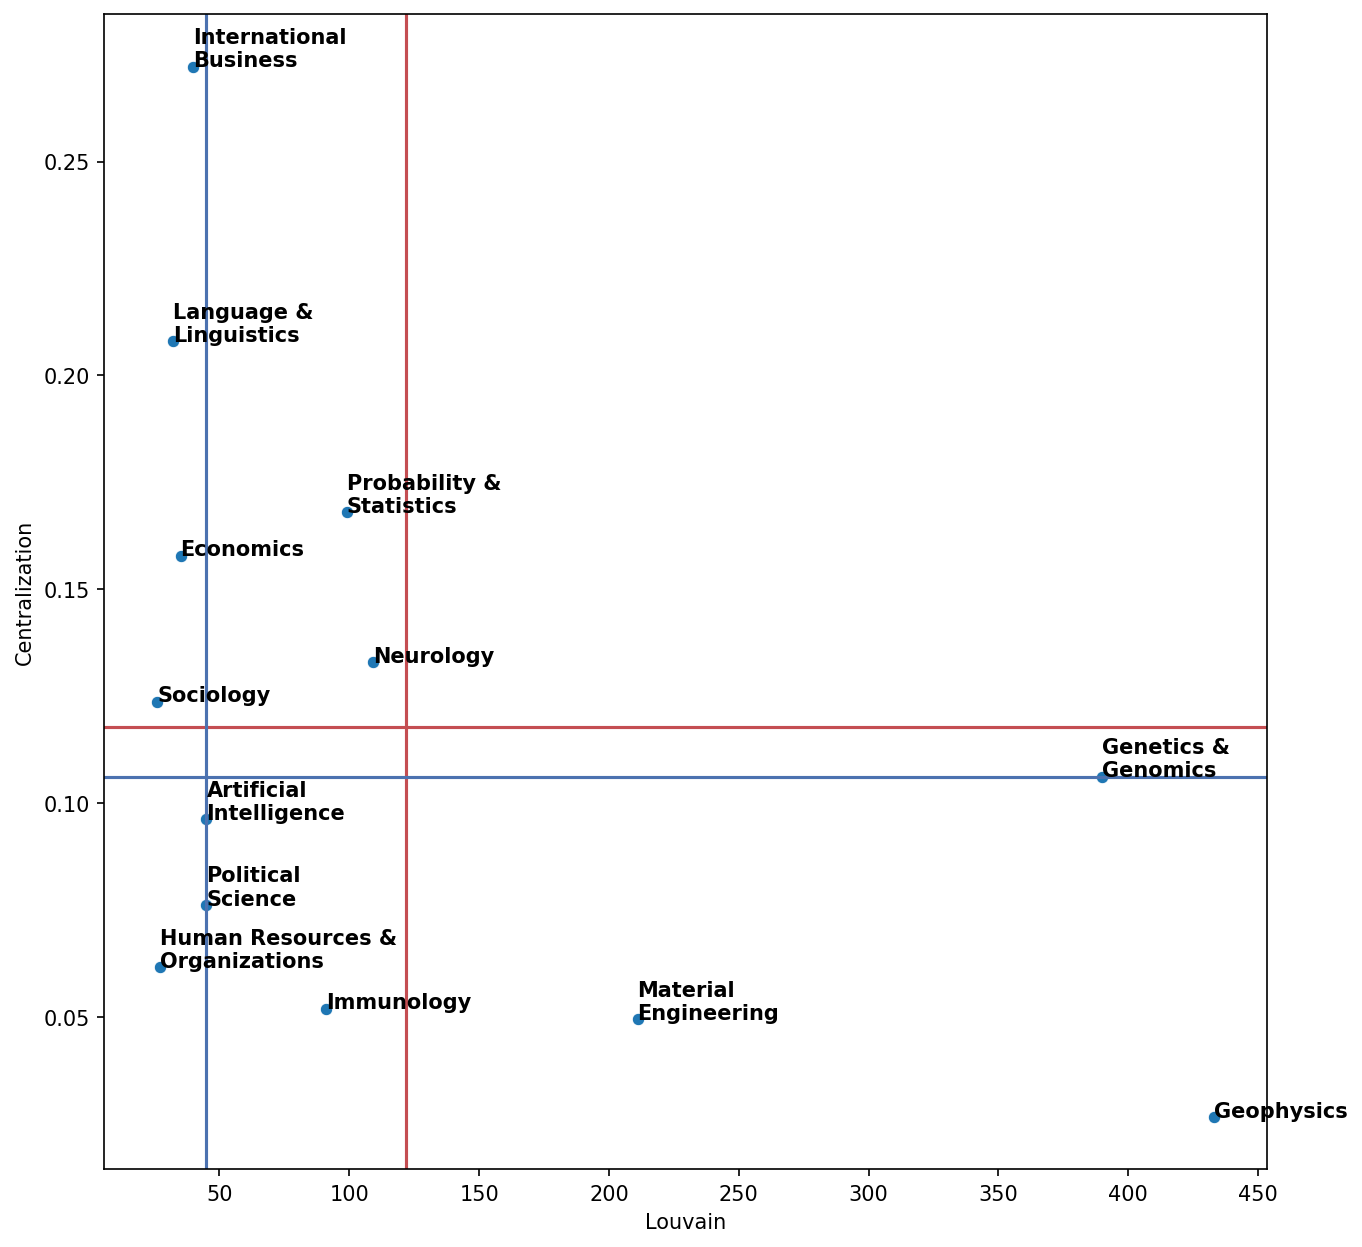 International
Business
0.25
Language &
Linguistics
0.20
Probability &
Statistics
Economics
0.15
Centralization
Neurology
Sociology
Genetics &
Genomics
0.10
Artificial
Intelligence
Political
Science
Human Resources &
Organizations
Immunology
Material
Engineering
0.05
Geophysics
50 100 150 200 250 300 350 400 450
Louvain